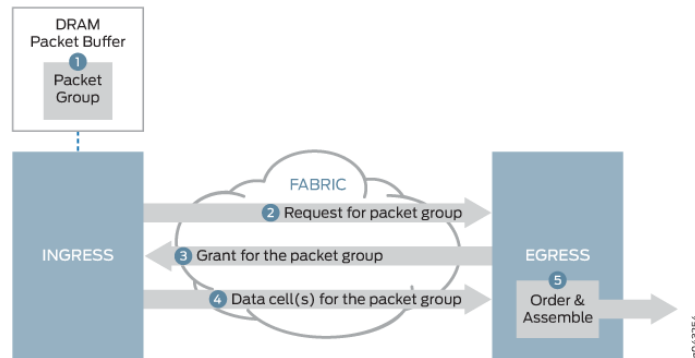 DRAM
Packet Buffer
1
Packet
Group
FABRIC
2 Request for packet group
INGRESS
3 Grant for the packet group
EGRESS
4 Data cell(s) for the packet group
5
Order &
Assemble